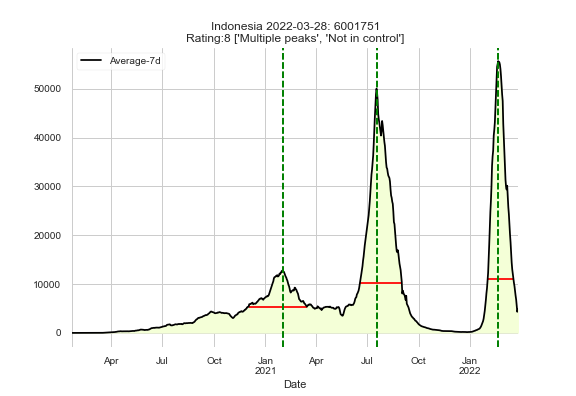 Indonesia 2022-03-28: 6001751
Rating:8 ['Multiple peaks', 'Not in control']
Average-7d
50000
40000
30000
20000
10000
0
Apr Jul Oct Jan Apr Jul Oct Jan
2021 2022
Date